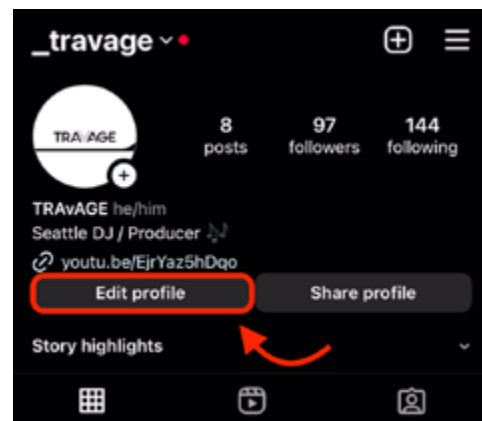 _travage
TRAVAGE
8 97 144
posts followers following
TRAvAGE he/him
Seattle DJ / Producer
youtu.be/EjrYaz5hDqo
Edit profile Share profile
Story highlights